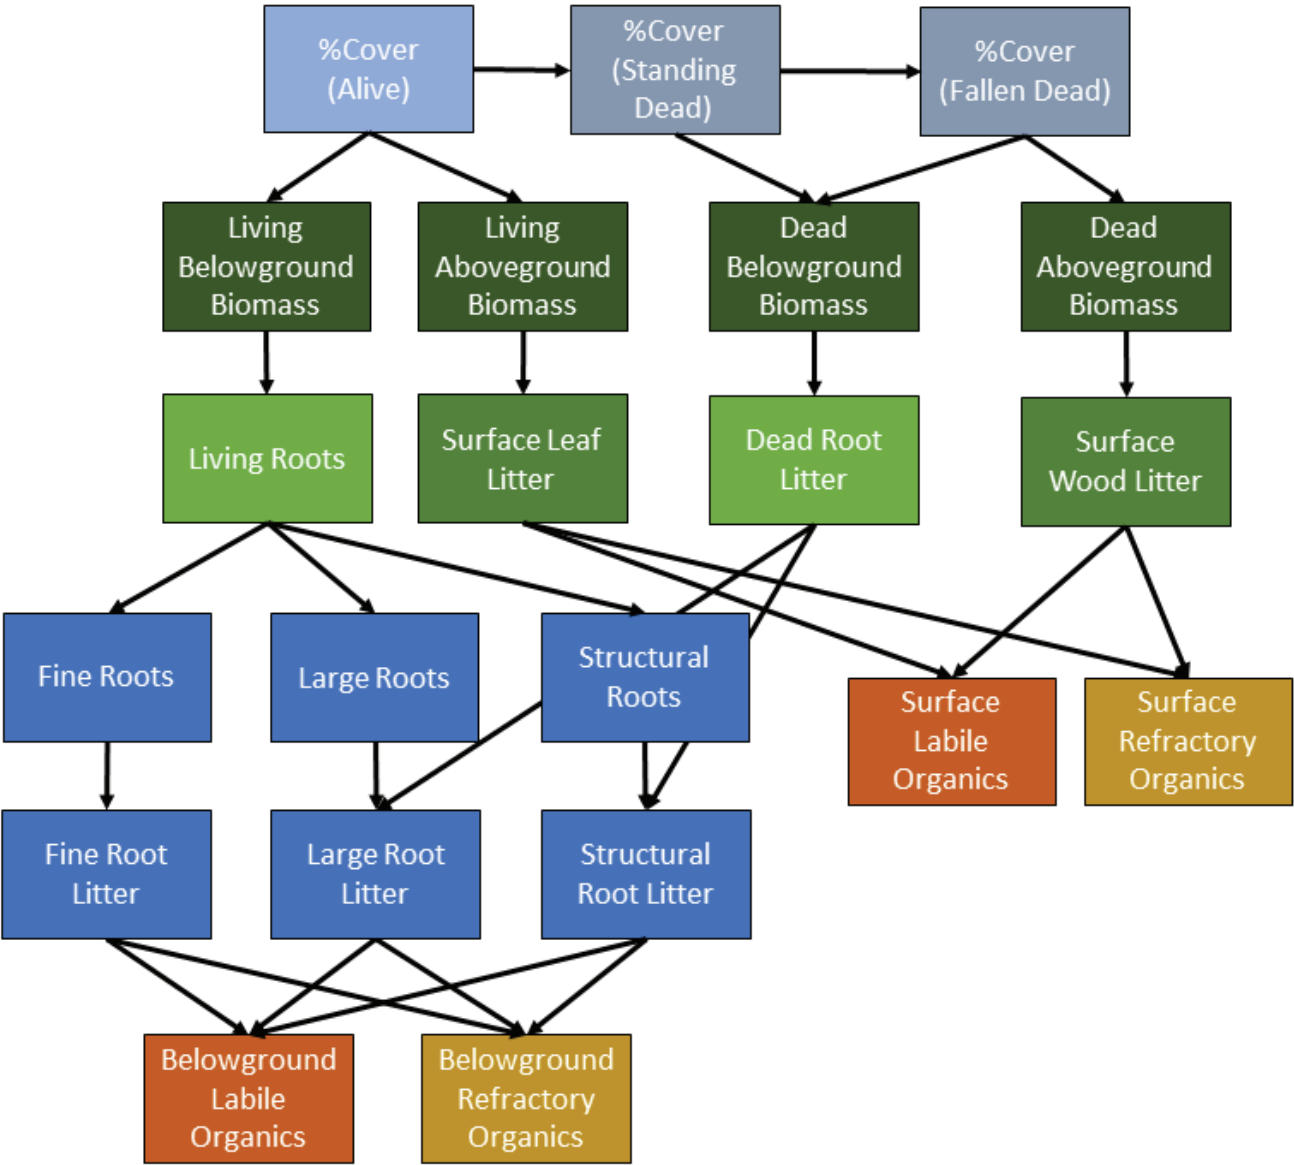 %Cover
(Alive)
%Cover
(Standing
Dead)
%Cover
(Fallen Dead)
Living
Belowground
Biomass
Living
Aboveground
Biomass
Dead
Belowground
Biomass
Dead
Aboveground
Biomass
Living Roots
Surface Leaf
Litter
Dead Root
Litter
Surface
Wood Litter
Fine Roots
Large Roots
Structural
Roots
Surface
Labile
Organics
Surface
Refractory
Organics
Fine Root
Litter
Large Root
Litter
Structural
Root Litter
Belowground
Labile
Organics
Belowground
Refractory
Organics